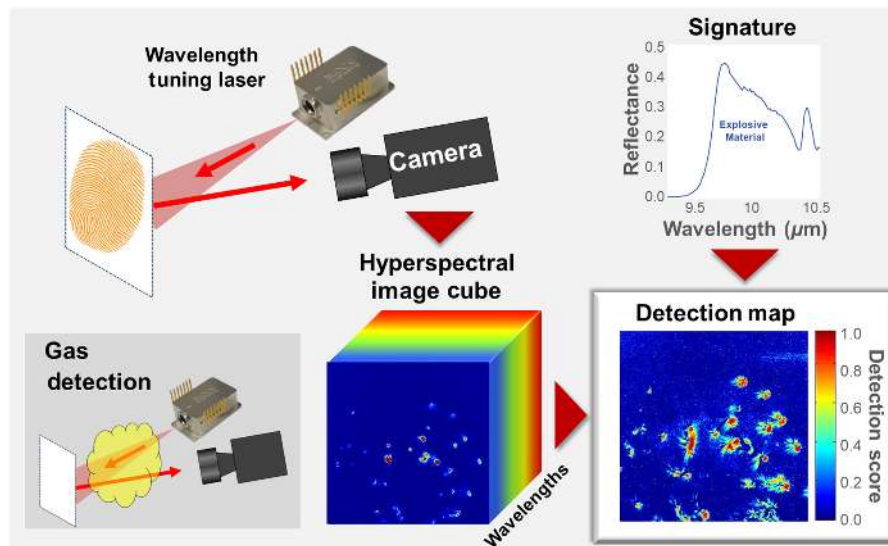 Wavelength
tuning laser
Camera
Hyperspectral
image cube
Wavelengths
Gas
detection
Signature
Reflectance
0.5
0.4
0.3
0.2
0.1
0.0
Explosive
Material
9.5
10
10.5
Wavelength (µm)
Detection map
1.0
0.8
0.6
0.4
0.2
0.0
Detection score